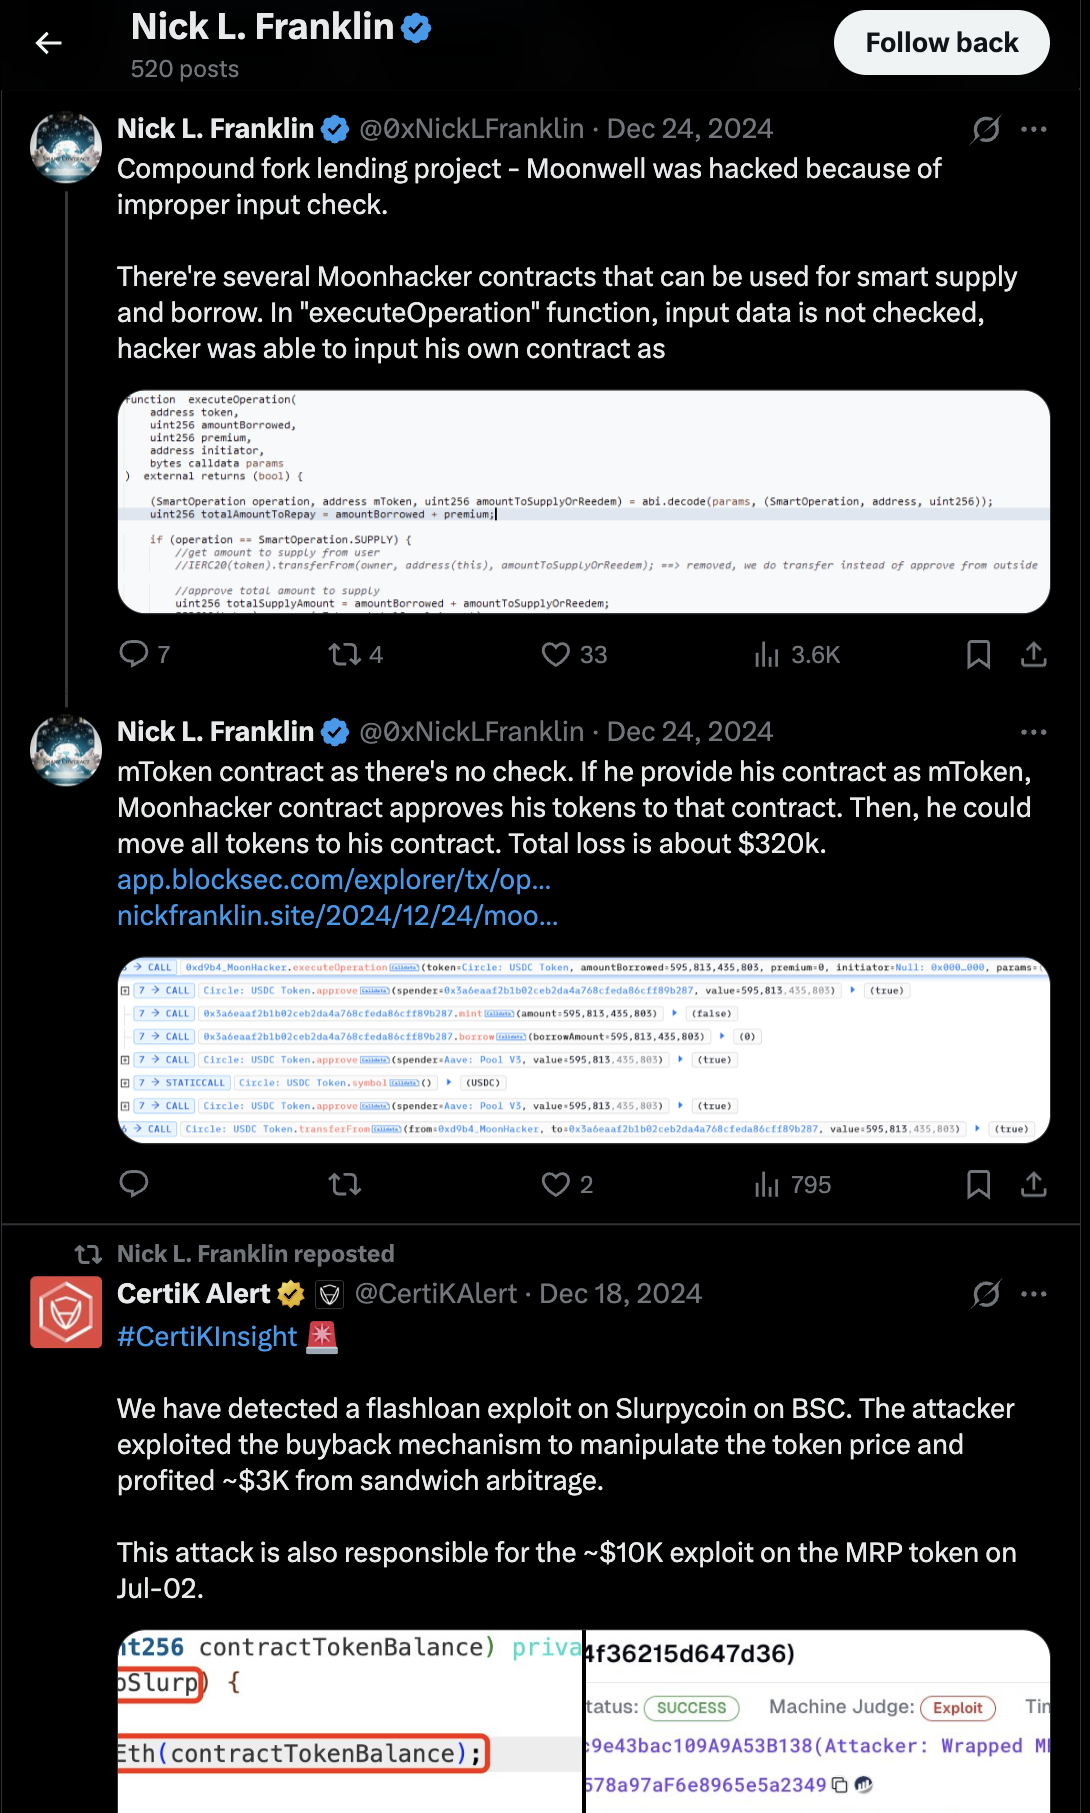 Nick L. Franklin
520 posts
Follow back
Nick L. Franklin @0xNickLFranklin · Dec 24, 2024
Compound fork lending project - Moonwell was hacked because of
improper input check.
There're several Moonhacker contracts that can be used for smart supply
and borrow. In "executeOperation" function, input data is not checked,
hacker was able to input his own contract as
function executeOperation(
address token,
uint256 amountBorrowed,
uint256 premium,
address initiator,
bytes calldata params
) external returns (bool) {
(SmartOperation operation, address mToken, uint256 amountToSupplyOrReedem) = abi.decode(params, (SmartOperation, address, uint256));
uint256 totalAmountToRepay = amountBorrowed + premium;
if (operation == SmartOperation.SUPPLY) {
//get amount to supply from user
//IERC20(token).transferFrom(owner, address(this), amountToSupplyOrReedem); ==> removed, we do transfer instead of approve from outside
//approve total amount to supply
uint256 totalSupplyAmount = amountBorrowed + amountToSupplyOrReedem;
7 4 33 3.6K
Nick L. Franklin @0xNickLFranklin · Dec 24, 2024
mToken contract as there's no check. If he provide his contract as mToken,
Moonhacker contract approves his tokens to that contract. Then, he could
move all tokens to his contract. Total loss is about $320k.
app.blocksec.com/explorer/tx/op…
nickfranklin.site/2024/12/24/moo…
→ CALL 0xd9b4_MoonHacker.executeOperation Calldata (token=Circle: USDC Token, amountBorrowed=595,813,435,803, premium=0, initiator=Null: 0x000…000, params=
7 → CALL Circle: USDC Token.approve Calldata (spender=0x3a6eaaf2b1b02ceb2da4a768cfeda86cff89b287, value=595,813,435,803) (true)
7 → CALL 0x3a6eaaf2b1b02ceb2da4a768cfeda86cff89b287.mint Calldata (amount=595,813,435,803) (false)
7 → CALL 0x3a6eaaf2b1b02ceb2da4a768cfeda86cff89b287.borrow Calldata (borrowAmount=595,813,435,803) (0)
7 → CALL Circle: USDC Token.approve Calldata (spender=Aave: Pool V3, value=595,813,435,803) (true)
7 → STATICCALL Circle: USDC Token.symbol Calldata () (USDC)
7 → CALL Circle: USDC Token.approve Calldata (spender=Aave: Pool V3, value=595,813,435,803) (true)
→ CALL Circle: USDC Token.transferFrom Calldata (from=0xd9b4_MoonHacker, to=0x3a6eaaf2b1b02ceb2da4a768cfeda86cff89b287, value=595,813,435,803) (true)
2 795
Nick L. Franklin reposted
CertiK Alert @CertiKAlert · Dec 18, 2024
#CertiKInsight 🚨
We have detected a flashloan exploit on Slurpycoin on BSC. The attacker
exploited the buyback mechanism to manipulate the token price and
profited ~$3K from sandwich arbitrage.
This attack is also responsible for the ~$10K exploit on the MRP token on
Jul-02.
nt256 contractTokenBalance) priva
oSlurp) {
Eth(contractTokenBalance);
4f36215d647d36)
tatus: SUCCESS Machine Judge: Exploit Tim
c9e43bac109A9A53B138(Attacker: Wrapped M
578a97aF6e8965e5a2349